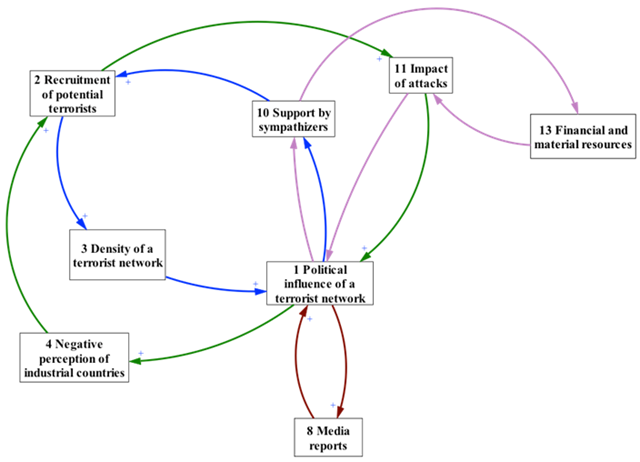 +
11 Impact
of attacks
2 Recruitment
of potential
terrorists
+
10 Support by
sympathizers
13 Financial and
material resources
+
+
3 Density of a
terrorist network
+
+
1 Political
influence of a
terrorist network
+
4 Negative
perception of
industrial countries
+
+
8 Media
reports